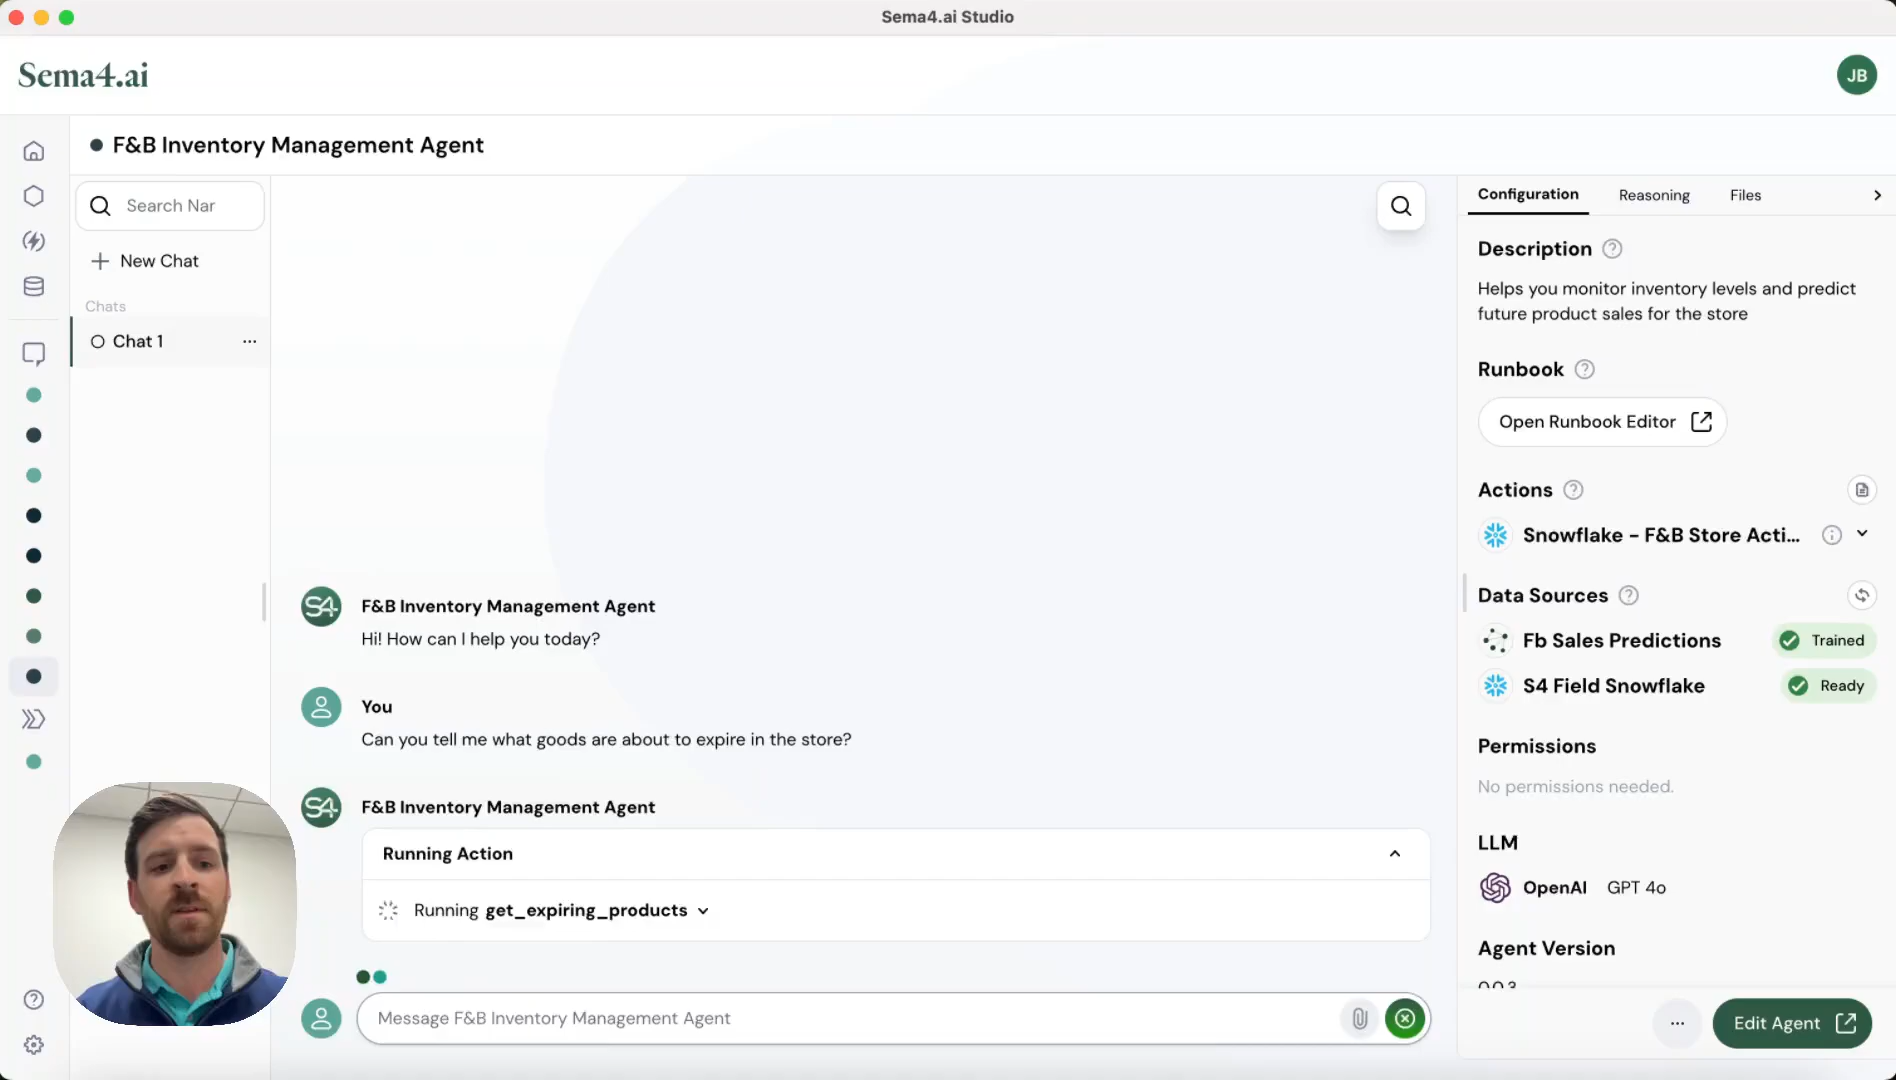 Sema4.ai Studio
Sema4.ai
JB
F&B Inventory Management Agent
Search Nar
New Chat
Chats
Chat 1
S4
F&B Inventory Management Agent
Hi! How can I help you today?
You
Can you tell me what goods are about to expire in the store?
S4
F&B Inventory Management Agent
Running Action
Running get_expiring_products
Message F&B Inventory Management Agent
Configuration
Reasoning
Files
Description
Helps you monitor inventory levels and predict
future product sales for the store
Runbook
Open Runbook Editor
Actions
Snowflake - F&B Store Acti...
Data Sources
Fb Sales Predictions
Trained
S4 Field Snowflake
Ready
Permissions
No permissions needed.
LLM
OpenAI GPT 4o
Agent Version
Edit Agent